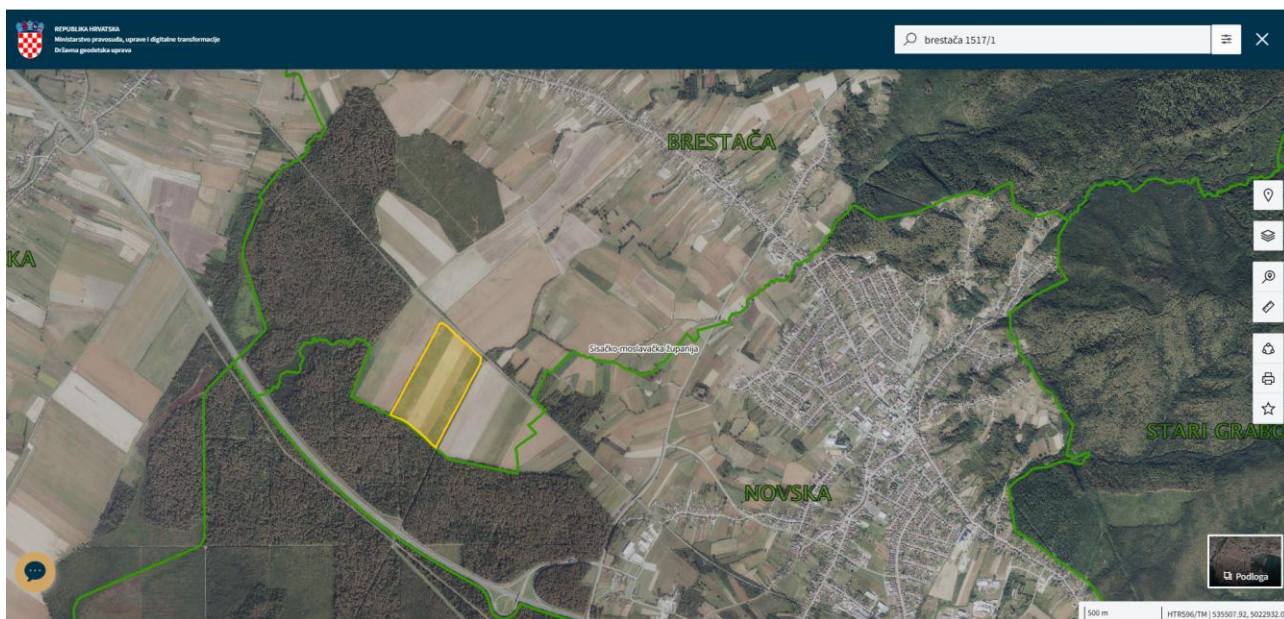 REPUBLIKA HRVATSKA
Ministarstvo pravosuđa, uprave i digitalne transformacije
Državna geodetska uprava
brestača 1517/1
BRESTAČA
KA
Sisačko-moslavačka županija
STARI GRABO
NOVSKA
Podloga
500 m
HTRS96/TM | 535507.92, 5022932.0